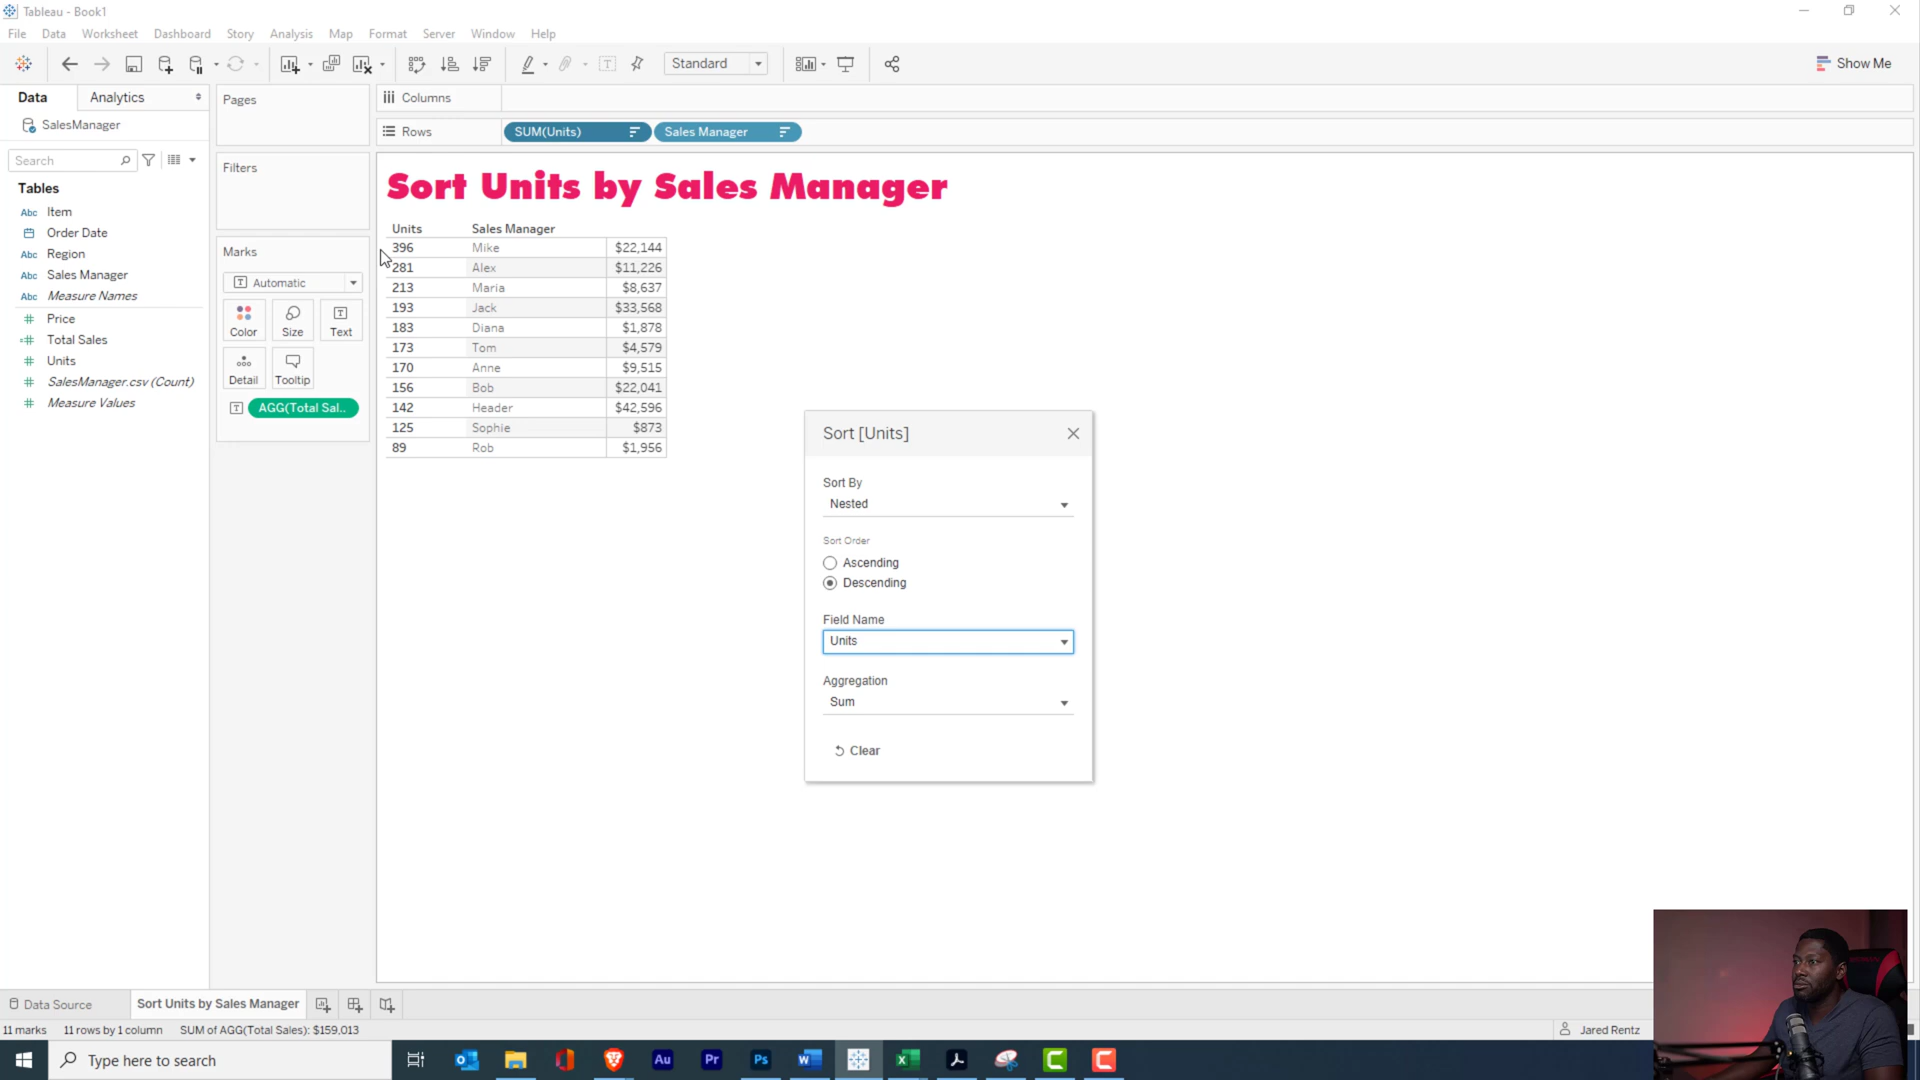 Tableau - Book1
File Data Worksheet Dashboard Story Analysis Map Format Server Window Help
Standard
Show Me
Data Analytics
SalesManager
Search
Tables
Abc Item
Order Date
Abc Region
Abc Sales Manager
Abc Measure Names
Price
Total Sales
Units
SalesManager.csv (Count)
Measure Values
Pages
Filters
Marks
Automatic
Color Size Text
Detail Tooltip
AGG(Total Sal..
Columns
Rows SUM(Units) Sales Manager
Sort Units by Sales Manager
Units Sales Manager
396 Mike $22,144
281 Alex $11,226
213 Maria $8,637
193 Jack $33,568
183 Diana $1,878
173 Tom $4,579
170 Anne $9,515
156 Bob $22,041
142 Header $42,596
125 Sophie $873
89 Rob $1,956
Sort [Units]
Sort By
Nested
Sort Order
Ascending
Descending
Field Name
Units
Aggregation
Sum
Clear
Data Source Sort Units by Sales Manager
11 marks 11 rows by 1 column SUM of AGG(Total Sales): $159,013
Jared Rentz
Type here to search
Au Pr Ps